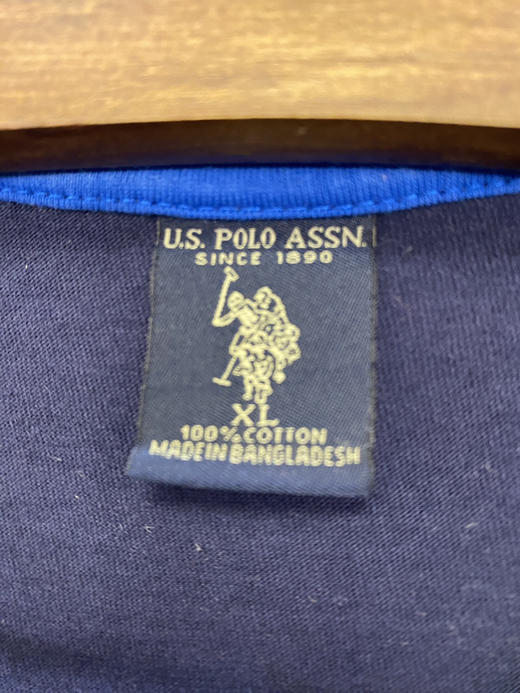 U.S. POLO ASSN.
SINCE 1890
XL
100% COTTON
MADE IN BANGLADESH